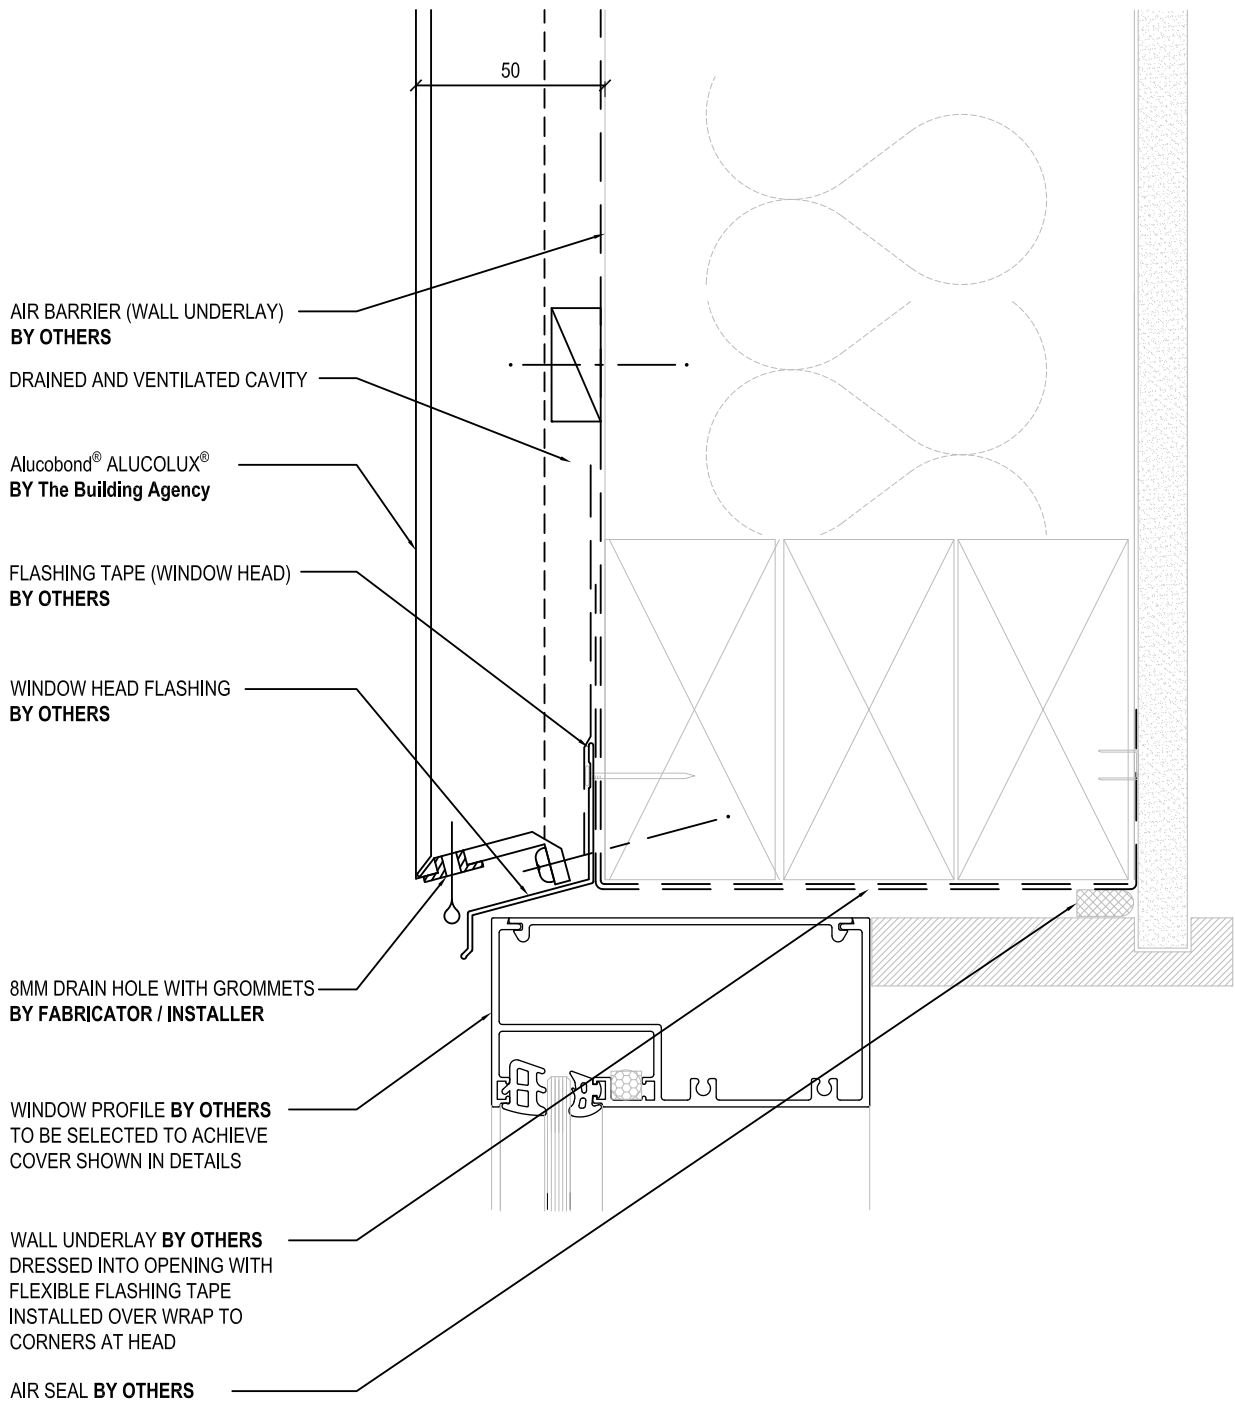 50
AIR BARRIER (WALL UNDERLAY)
BY OTHERS
DRAINED AND VENTILATED CAVITY
Alucobond® ALUCOLUX®
BY The Building Agency
FLASHING TAPE (WINDOW HEAD)
BY OTHERS
WINDOW HEAD FLASHING
BY OTHERS
8MM DRAIN HOLE WITH GROMMETS
BY FABRICATOR / INSTALLER
WINDOW PROFILE BY OTHERS
TO BE SELECTED TO ACHIEVE
COVER SHOWN IN DETAILS
WALL UNDERLAY BY OTHERS
DRESSED INTO OPENING WITH
FLEXIBLE FLASHING TAPE
INSTALLED OVER WRAP TO
CORNERS AT HEAD
AIR SEAL BY OTHERS